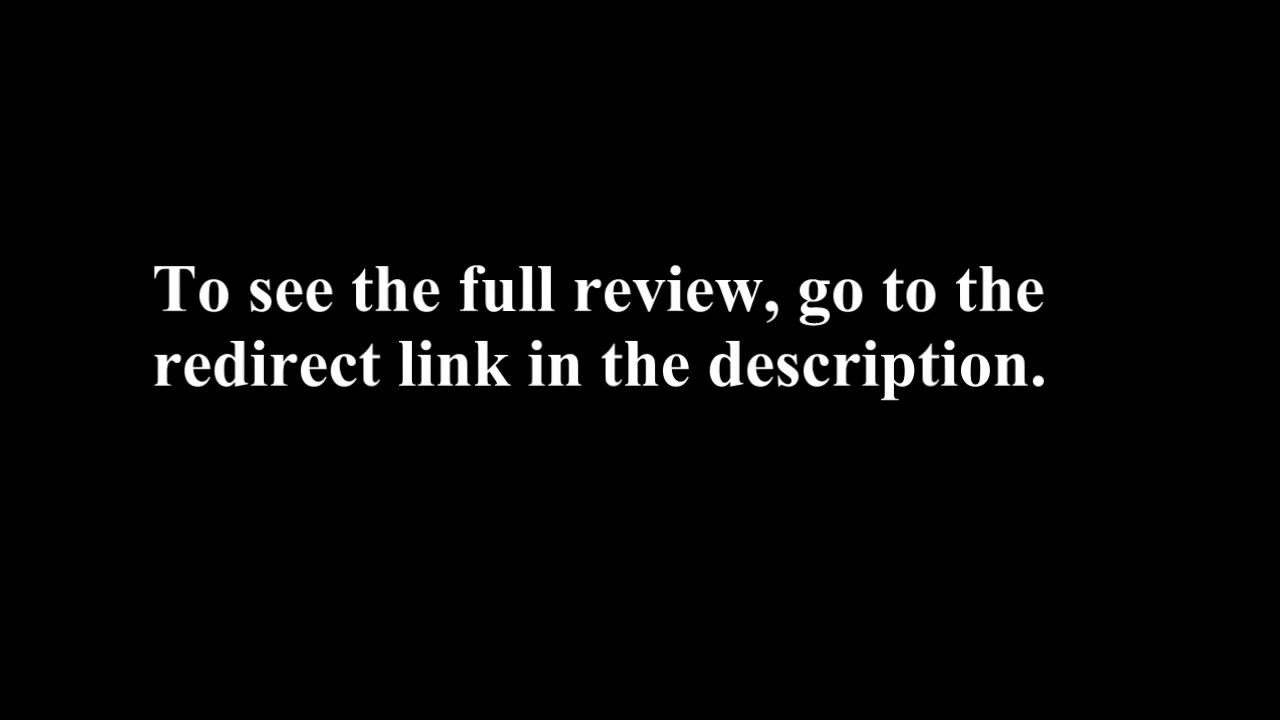 To see the full review, go to the
redirect link in the description.